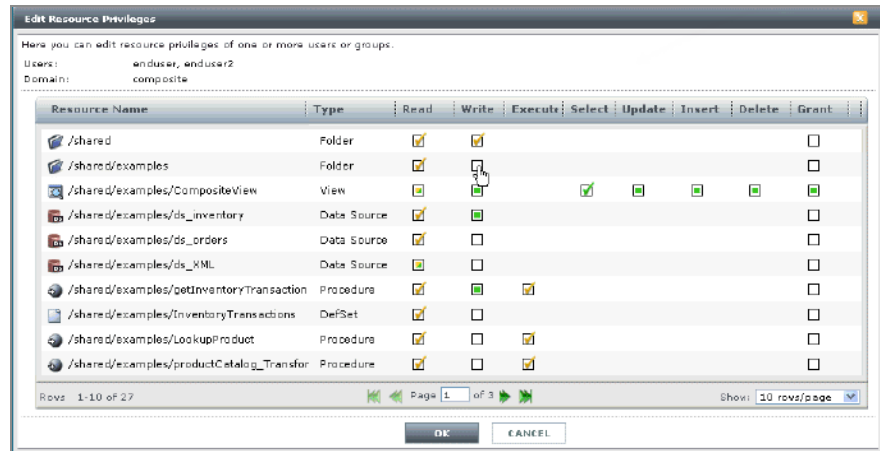 Edit Resource Privileges
Here you can edit resource privileges of one or more users or groups.
Users: enduser, enduser2
Domain: composite
Resource Name Type Read Write Execute Select Update Insert Delete Grant
/shared Folder
/shared/examples Folder
/shared/examples/CompositeView View
/shared/examples/ds_inventory Data Source
/shared/examples/ds_orders Data Source
/shared/examples/ds_XML Data Source
/shared/examples/getInventoryTransaction Procedure
/shared/examples/InventoryTransactions DefSet
/shared/examples/LookupProduct Procedure
/shared/examples/productCatalog_Transfor Procedure
Rows 1-10 of 27 Page 1 of 3 Show: 10 rows/page
OK CANCEL